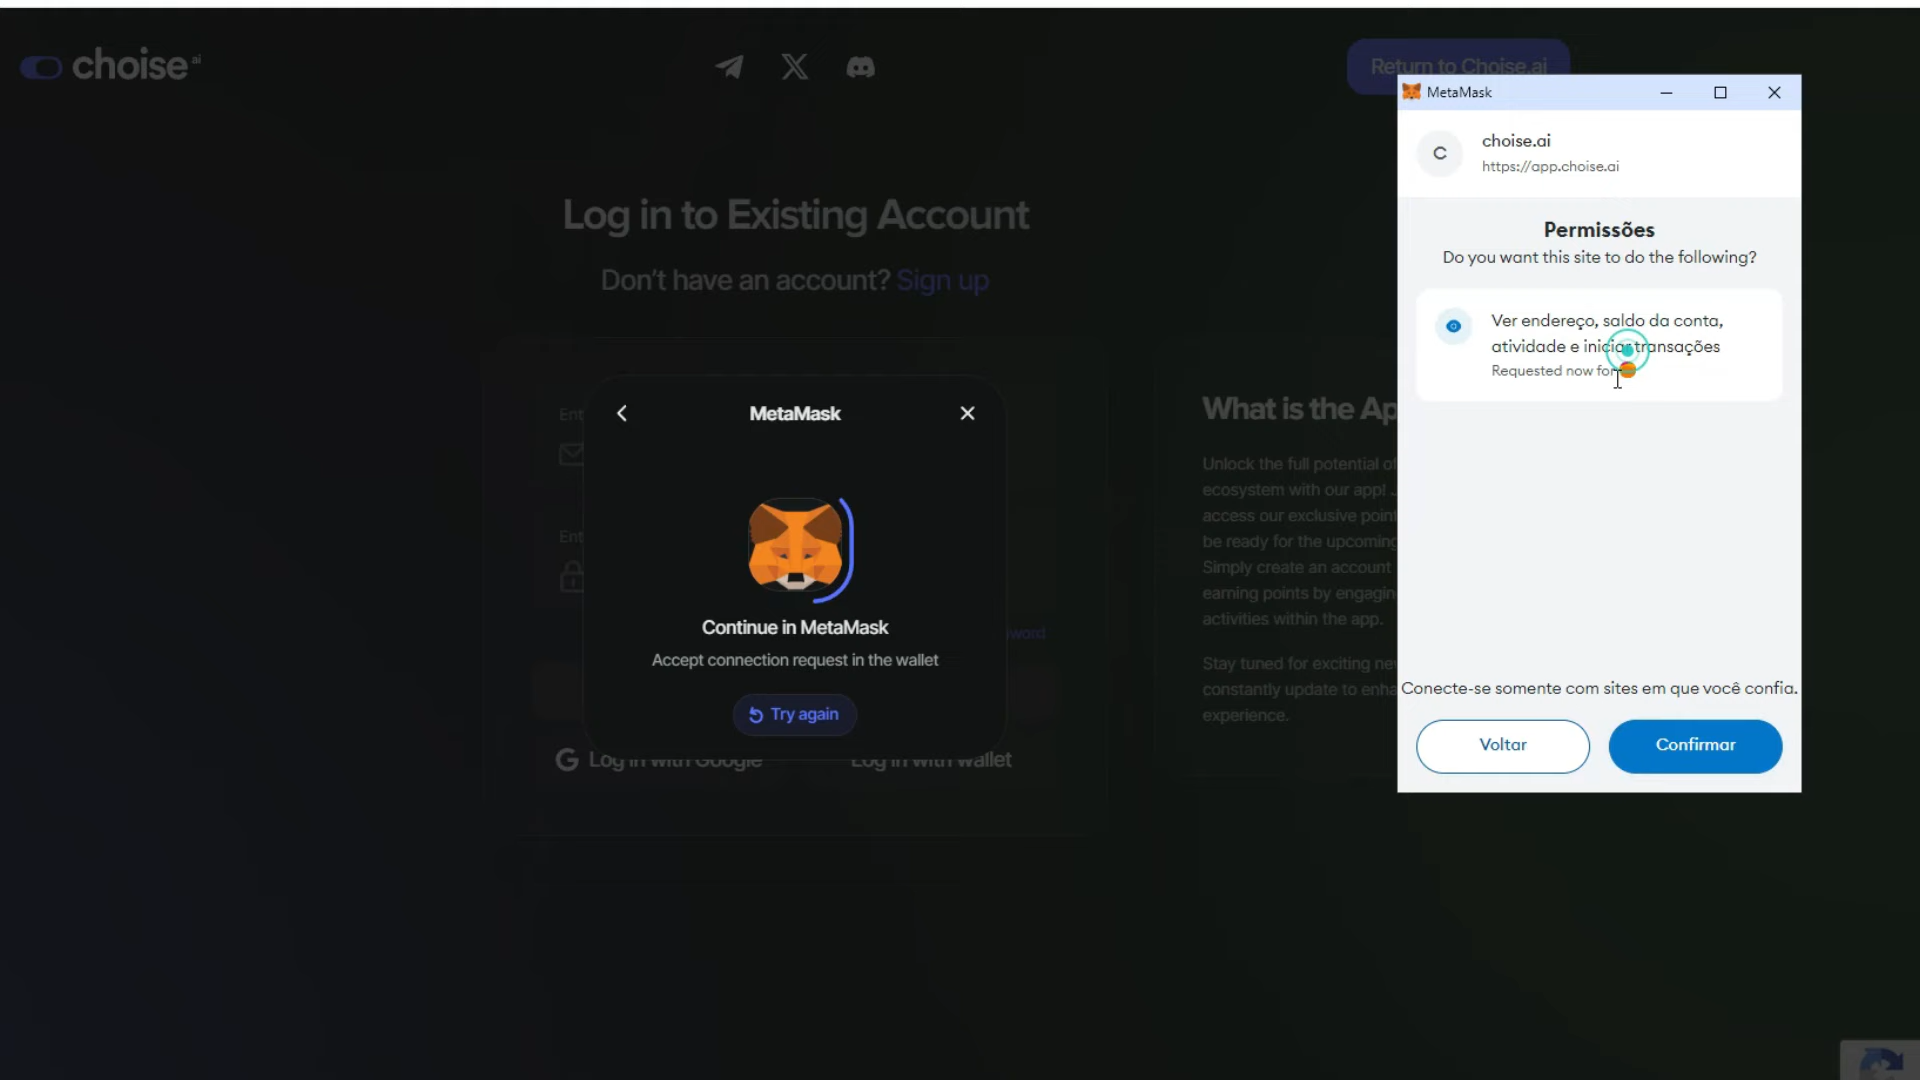 choise ai
Return to Choise.ai
Log in to Existing Account
Don't have an account? Sign up
Ent
Ent
MetaMask
Continue in MetaMask
Accept connection request in the wallet
Try again
Log in with Google
Log in with wallet
What is the Ap
Unlock the full potential of
ecosystem with our app!
access our exclusive point
be ready for the upcoming
Simply create an account
earning points by engagin
activities within the app.
Stay tuned for exciting ne
constantly update to enha
experience.
MetaMask
C
choise.ai
https://app.choise.ai
Permissões
Do you want this site to do the following?
Ver endereço, saldo da conta,
atividade e iniciar transações
Requested now for
Conecte-se somente com sites em que você confia.
Voltar
Confirmar